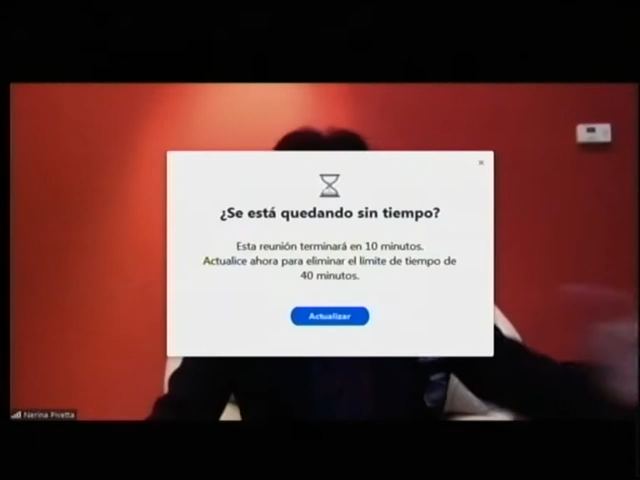 ¿Se está quedando sin tiempo?
Esta reunión terminará en 10 minutos.
Actualice ahora para eliminar el límite de tiempo de
40 minutos.
Actualizar
Nerina Pivetta